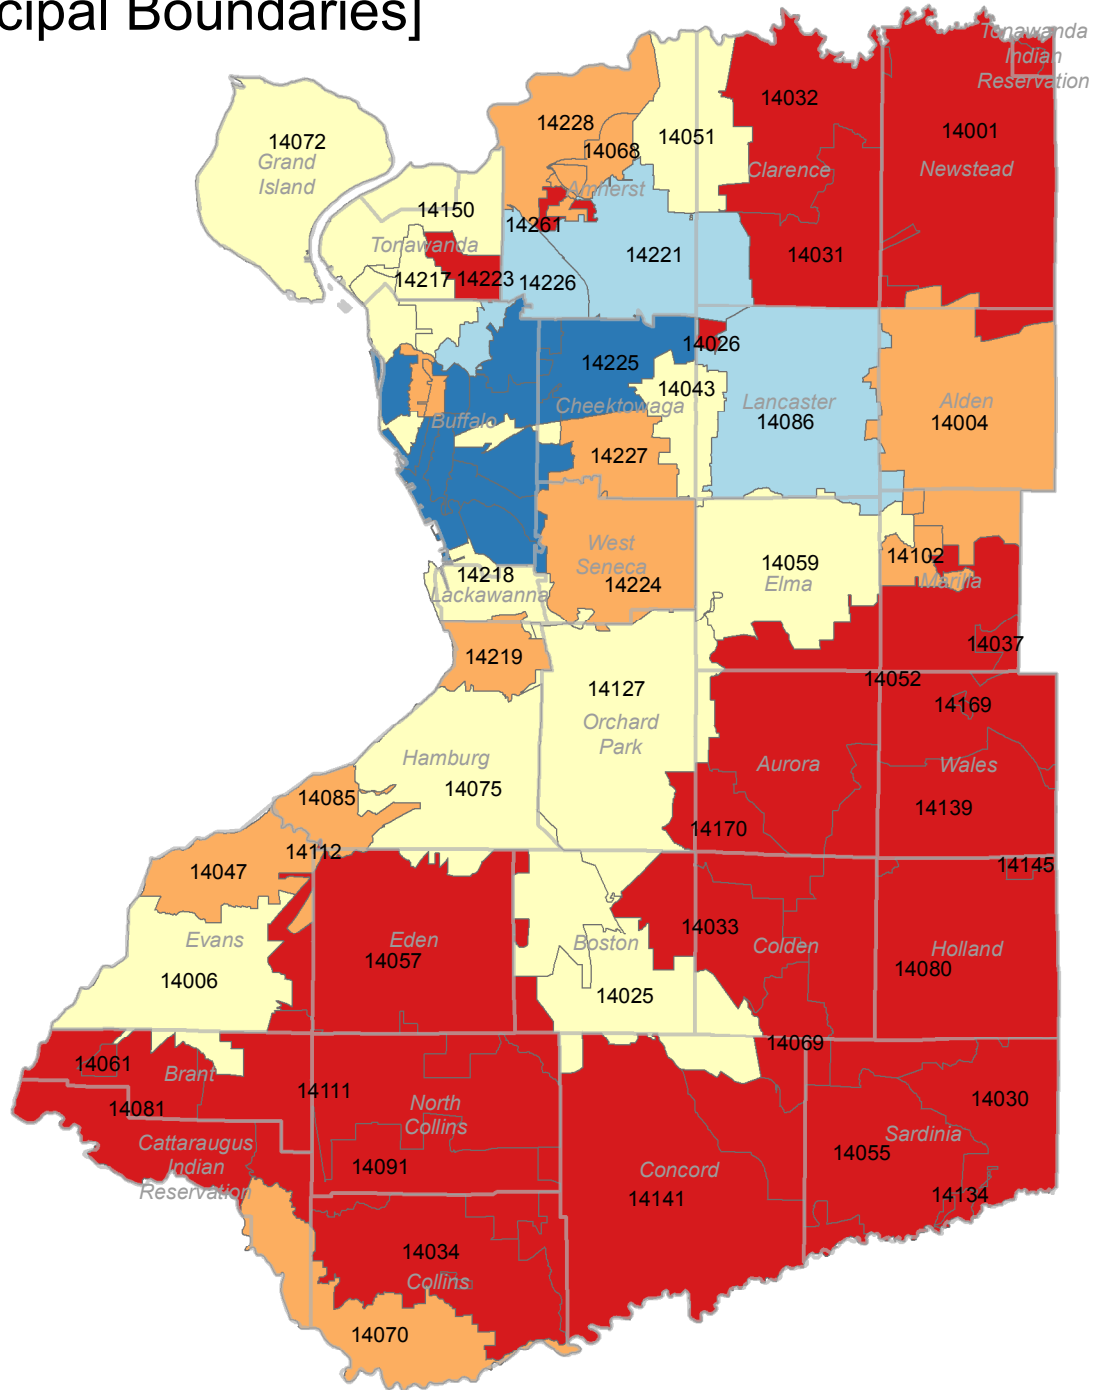 cipal Boundaries]
Tonawanda
Indian
Reservation
14032
14001
14228
14072
14051
14068
Grand
Island
Clarence
Newstead
Amherst
14150
14261
Tonawanda
14221
14031
14217
14223
14226
14026
14225
14043
Lancaster
Alden
Cheektowaga
Buffalo
14086
14004
14227
West
Seneca
14102
14059
14218
14224
Elma
Marilla
Lackawanna
14037
14219
14052
14127
14169
Orchard
Park
Hamburg
Aurora
Wales
14075
14085
14139
14170
14112
14145
14047
14033
Evans
Eden
Boston
Colden
Holland
14057
14080
14006
14025
14069
14061
Brant
14111
14030
North
Collins
14081
Sardinia
Cattaraugus
Indian
Reservation
14055
14091
Concord
14134
14141
14034
Collins
14070